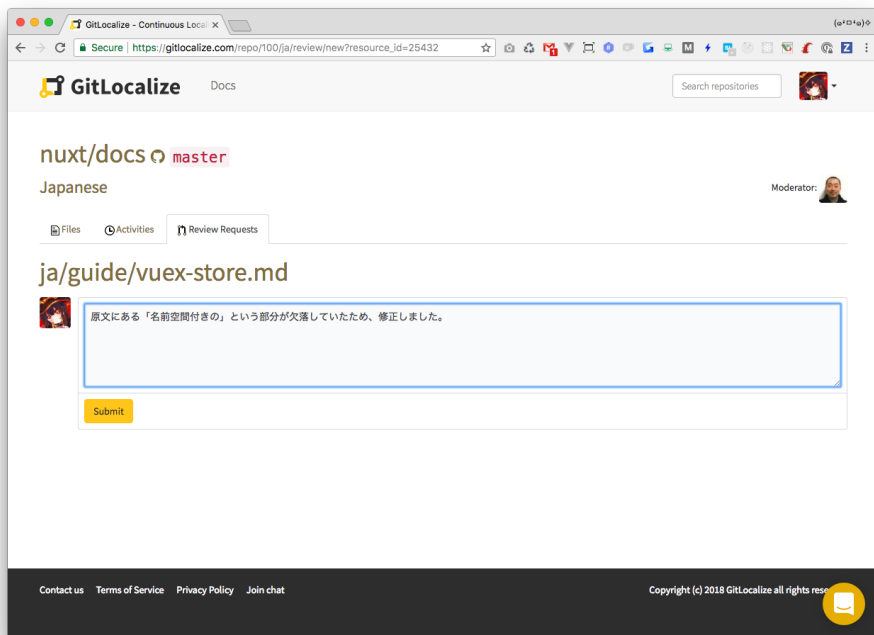 GitLocalize - Continuous Local
(๑•̀ㅁ•́๑)✧
Secure | https://gitlocalize.com/repo/100/ja/review/new?resource_id=25432
GitLocalize
Docs
Search repositories
nuxt/docs master
Japanese
Moderator:
Files
Activities
Review Requests
ja/guide/vuex-store.md
原文にある「名前空間付きの」という部分が欠落していたため、修正しました。
Submit
Contact us Terms of Service Privacy Policy Join chat
Copyright (c) 2018 GitLocalize all rights rese